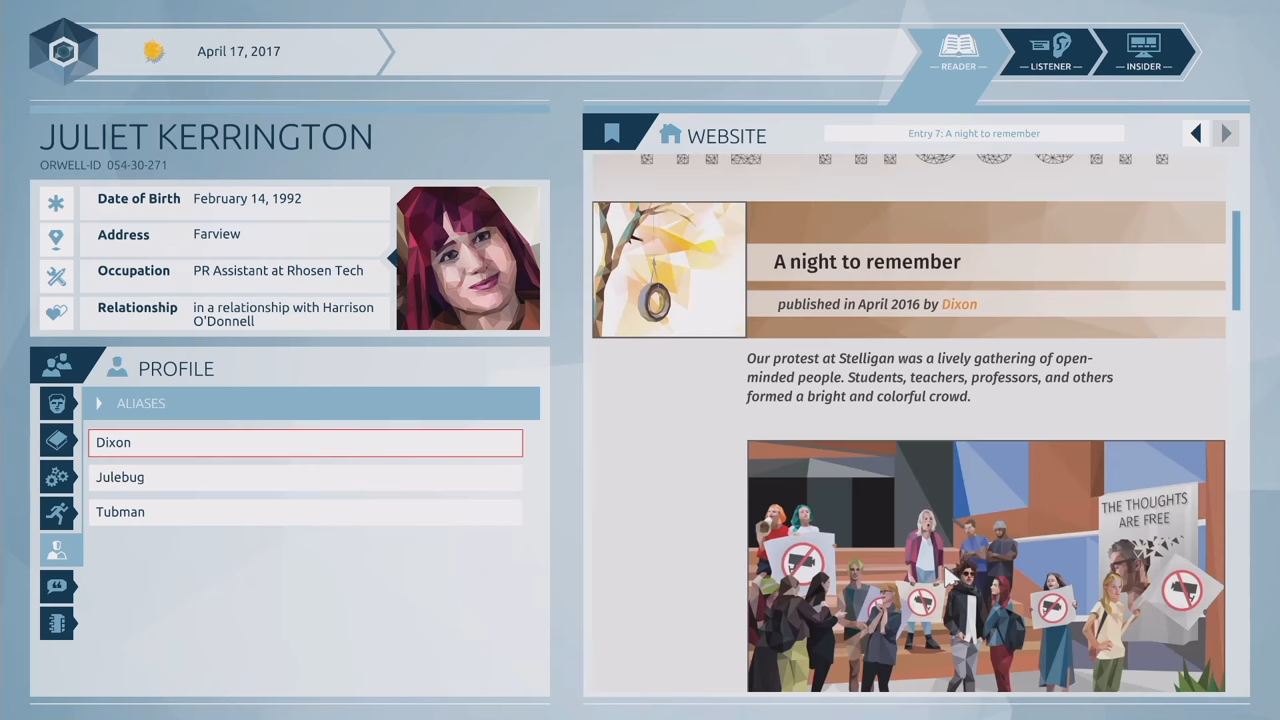 April 17, 2017
— READER —
— LISTENER —
— INSIDER —
JULIET KERRINGTON
ORWELL-ID 054-30-271
Date of Birth February 14, 1992
Address Farview
Occupation PR Assistant at Rhosen Tech
Relationship in a relationship with Harrison
O'Donnell
PROFILE
ALIASES
Dixon
Julebug
Tubman
WEBSITE
Entry 7: A night to remember
A night to remember
published in April 2016 by Dixon
Our protest at Stelligan was a lively gathering of open-
minded people. Students, teachers, professors, and others
formed a bright and colorful crowd.
THE THOUGHTS
ARE FREE